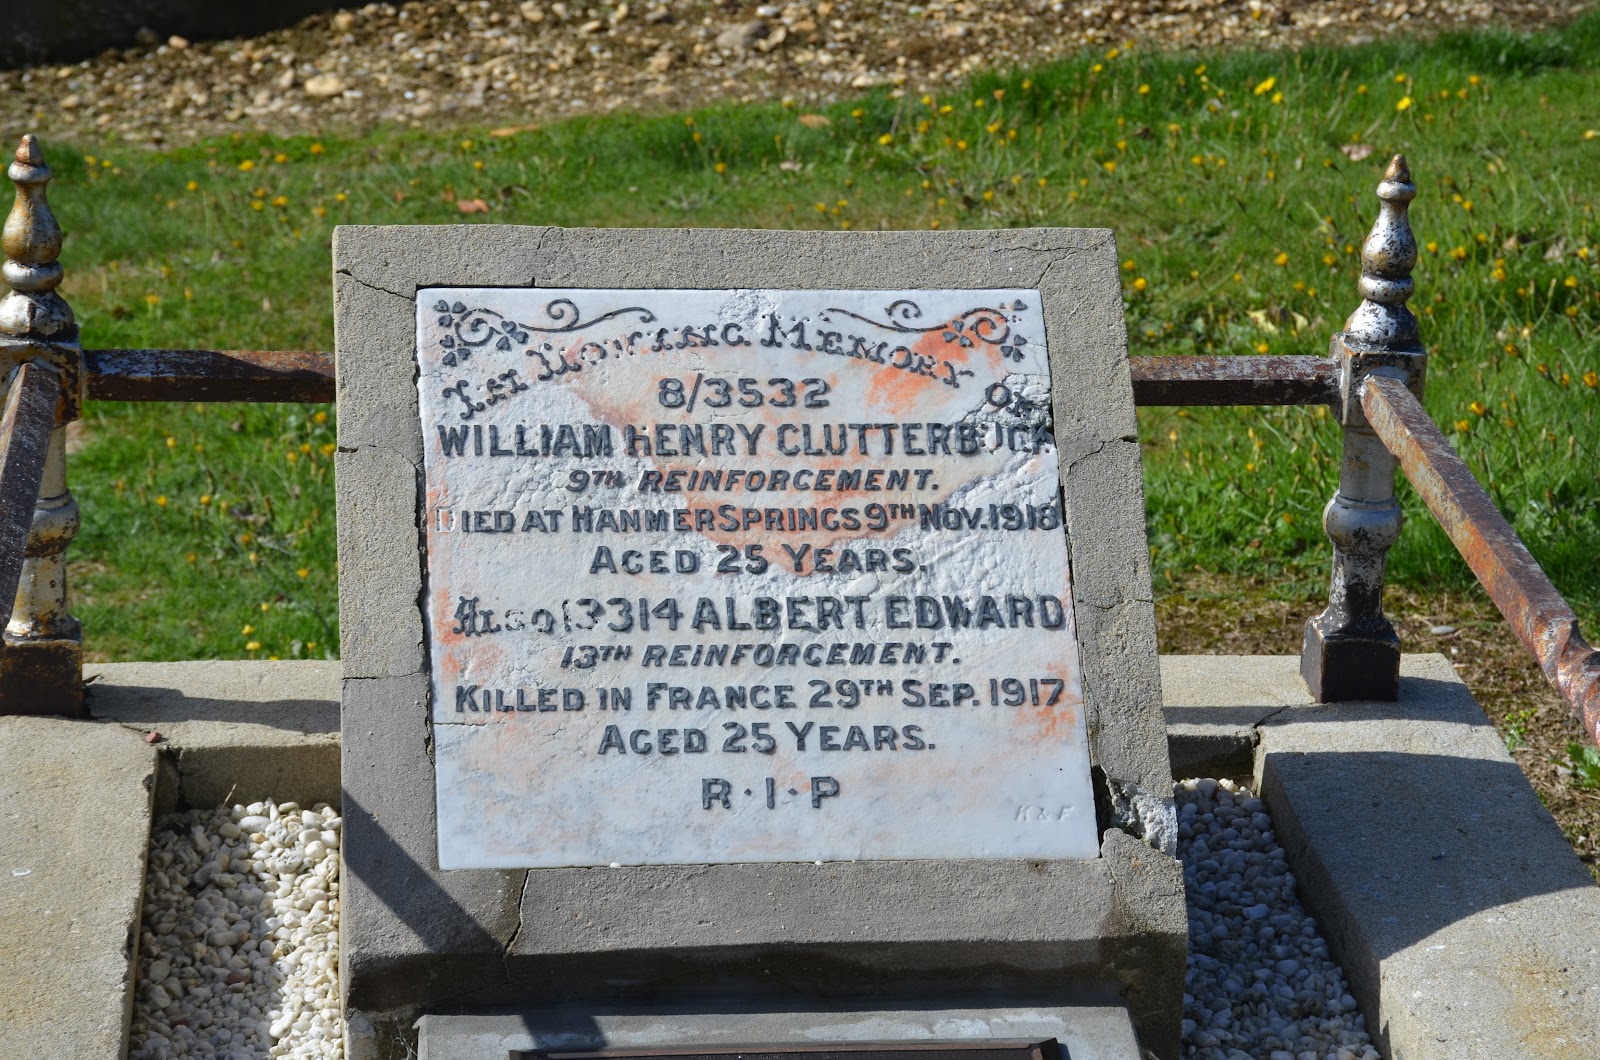 In Loving Memory
Of
8/3532
WILLIAM HENRY CLUTTERBUCK
9TH REINFORCEMENT.
DIED AT HANMER SPRINGS 9TH NOV. 1918
AGED 25 YEARS.
Also 13314 ALBERT EDWARD
13TH REINFORCEMENT.
KILLED IN FRANCE 29TH SEP. 1917
AGED 25 YEARS.
R·I·P
K & F